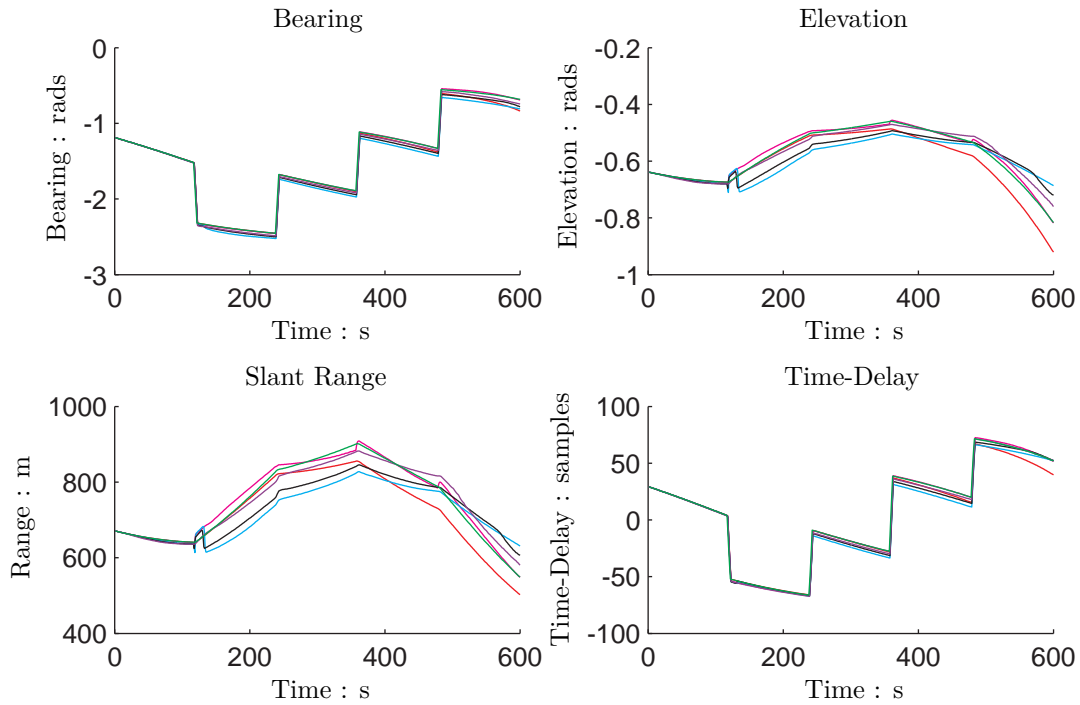 Bearing
Elevation
0
-1
-2
-3
Bearing : rads
0
200
400
600
Time : s
-0.2
-0.4
-0.6
-0.8
-1
Elevation : rads
0
200
400
600
Time : s
Slant Range
Time-Delay
1000
800
600
400
Range : m
0
200
400
600
Time : s
100
50
0
-50
-100
Time-Delay : samples
0
200
400
600
Time : s